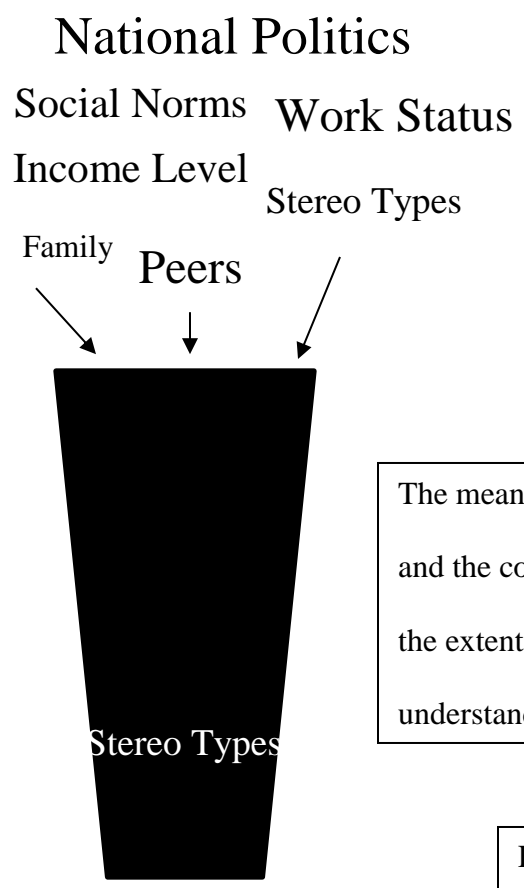 National Politics
Social Norms Work Status
Income Level
Stereo Types
Family
Peers
The mean
and the co
the extent
understan
Stereo Types